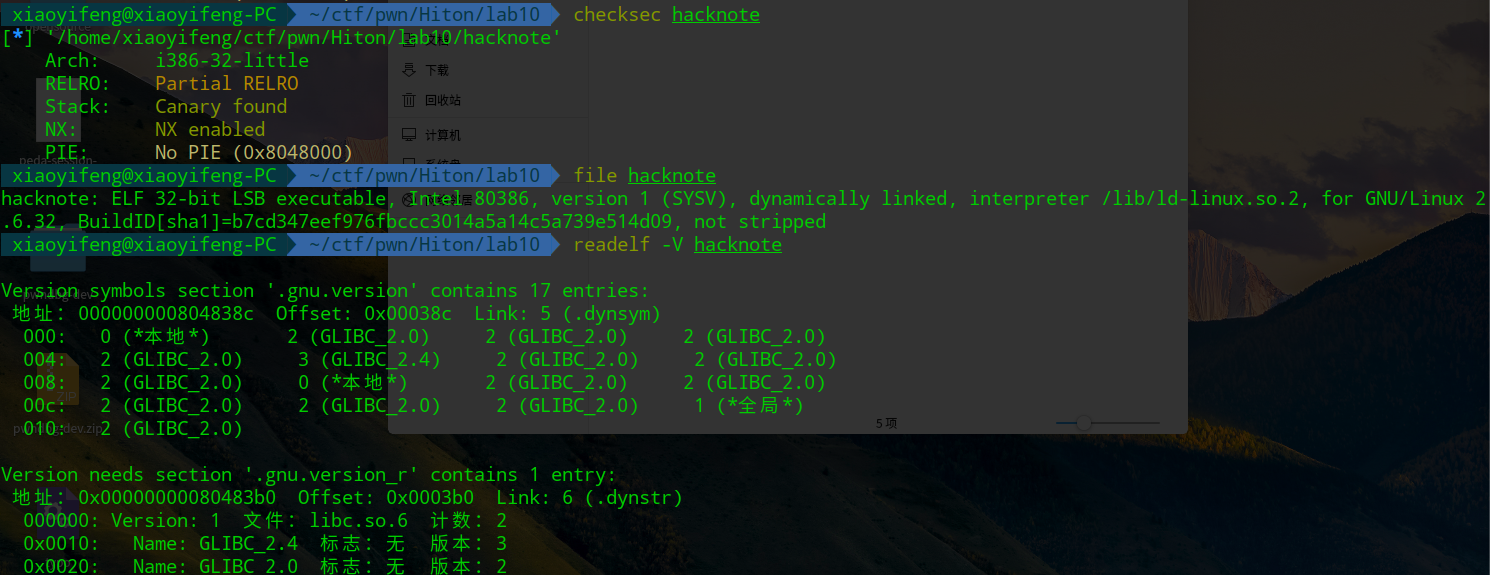 xiaoyifeng@xiaoyifeng-PC ~/ctf/pwn/Hiton/lab10 checksec hacknote
[*] '/home/xiaoyifeng/ctf/pwn/Hiton/lab10/hacknote'
Arch: i386-32-little
RELRO: Partial RELRO
下载
Stack: Canary found
回收站
NX: NX enabled
计算机
PIE: No PIE (0x8048000)
xiaoyifeng@xiaoyifeng-PC ~/ctf/pwn/Hiton/lab10 file hacknote
hacknote: ELF 32-bit LSB executable, Intel 80386, version 1 (SYSV), dynamically linked, interpreter /lib/ld-linux.so.2, for GNU/Linux 2
.6.32, BuildID[sha1]=b7cd347eef976fbccc3014a5a14c5a739e514d09, not stripped
xiaoyifeng@xiaoyifeng-PC ~/ctf/pwn/Hiton/lab10 readelf -V hacknote
Version symbols section '.gnu.version' contains 17 entries:
地址: 000000000804838c Offset: 0x00038c Link: 5 (.dynsym)
000: 0 (*本地*) 2 (GLIBC_2.0) 2 (GLIBC_2.0) 2 (GLIBC_2.0)
004: 2 (GLIBC_2.0) 3 (GLIBC_2.4) 2 (GLIBC_2.0) 2 (GLIBC_2.0)
008: 2 (GLIBC_2.0) 0 (*本地*) 2 (GLIBC_2.0) 2 (GLIBC_2.0)
00c: 2 (GLIBC_2.0) 2 (GLIBC_2.0) 2 (GLIBC_2.0) 1 (*全局*)
010: 2 (GLIBC_2.0)
5 项
Version needs section '.gnu.version_r' contains 1 entry:
地址: 0x00000000080483b0 Offset: 0x0003b0 Link: 6 (.dynstr)
000000: Version: 1 文件: libc.so.6 计数: 2
0x0010: Name: GLIBC_2.4 标志: 无 版本: 3
0x0020: Name: GLIBC_2.0 标志: 无 版本: 2